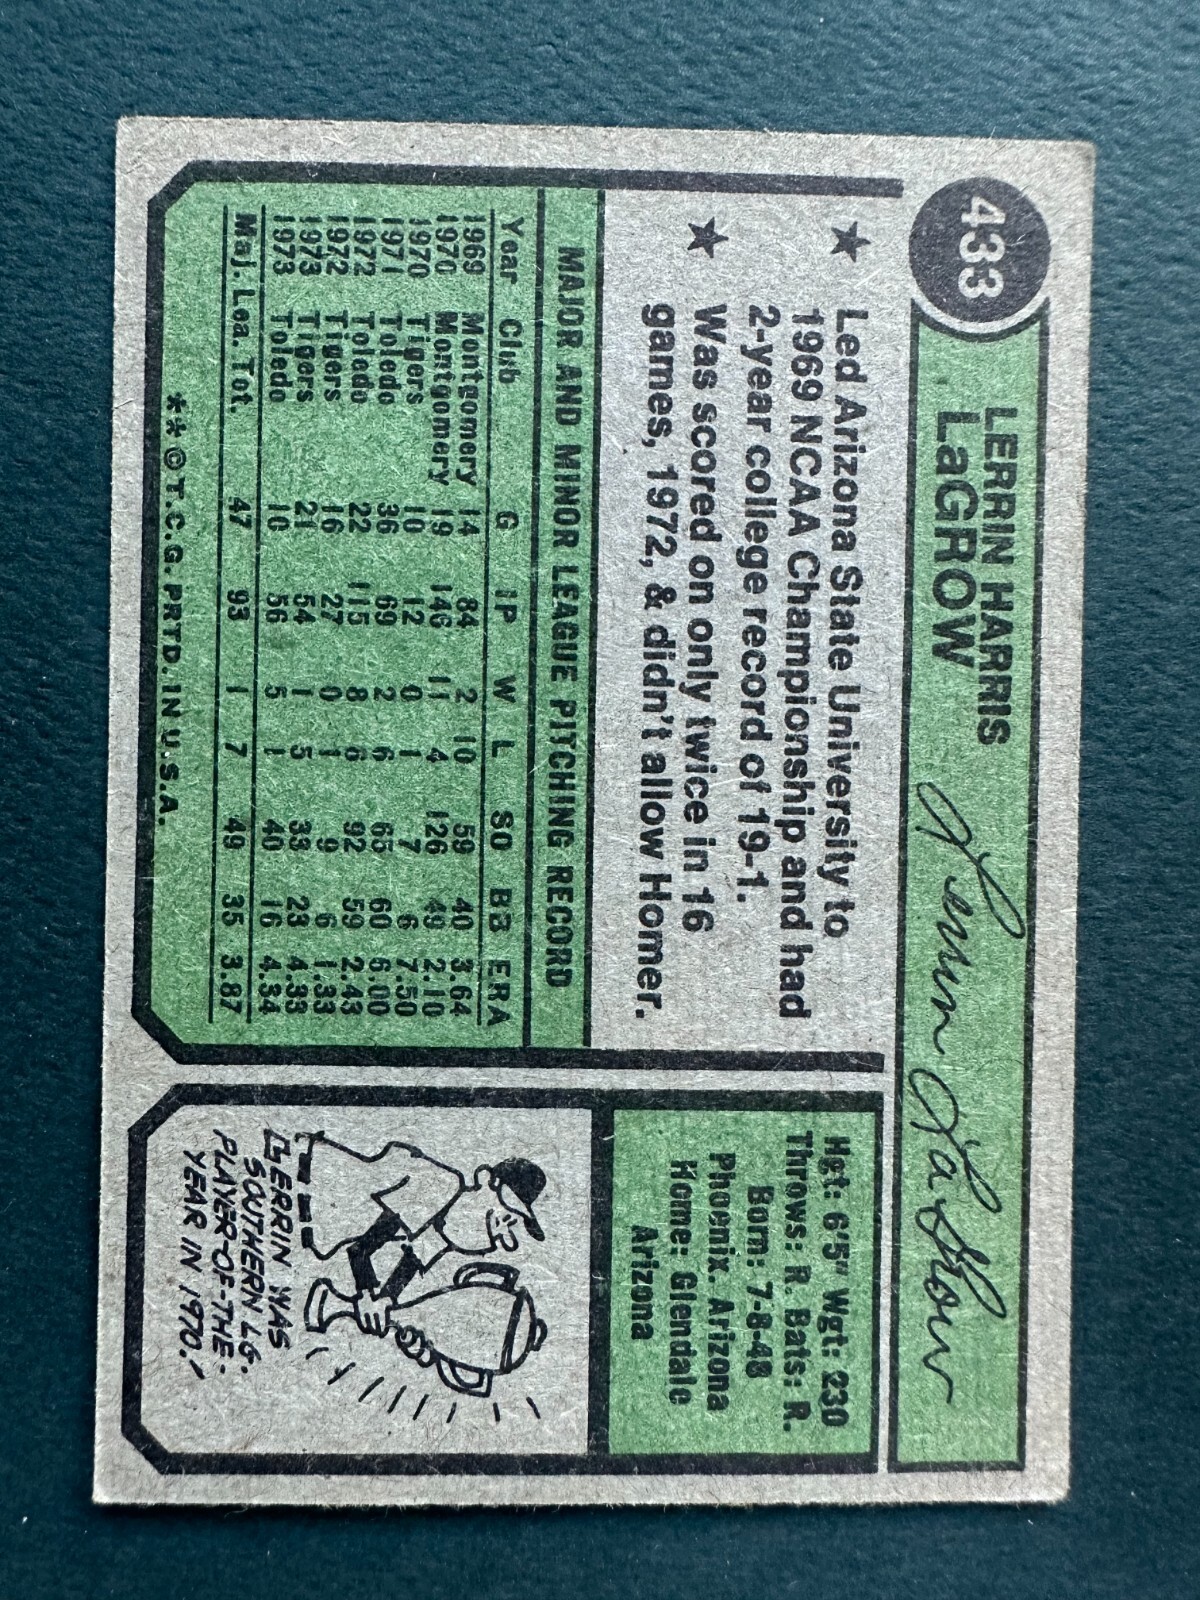 433
LERRIN HARRIS
LaGROW
Lerrin LaGrow
★ Led Arizona State University to
1969 NCAA Championship and had
2-year college record of 19-1.
★ Was scored on only twice in 16
games, 1972, & didn't allow Homer.
MAJOR AND MINOR LEAGUE PITCHING RECORD
Year Club G IP W L SO BB ERA
1969 Montgomery 14 84 2 10 59 40 3.64
1970 Montgomery 19 146 11 4 126 49 2.10
1970 Tigers 10 12 0 1 7 6 7.50
1971 Toledo 36 69 2 6 65 60 6.00
1972 Toledo 22 115 8 6 92 59 2.43
1972 Tigers 16 27 0 1 9 6 1.33
1973 Tigers 21 54 1 5 33 23 4.33
1973 Toledo 10 56 5 1 40 16 4.34
Maj. Lea. Tot. 47 93 1 7 49 35 3.87
**©T.C.G.PRTD.IN U.S.A.
Hgt: 6'5" Wgt: 230
Throws: R. Bats: R.
Born: 7-8-48
Phoenix, Arizona
Home: Glendale
Arizona
LERRIN WAS
SOUTHERN LG.
PLAYER-OF-THE-
YEAR IN 1970!